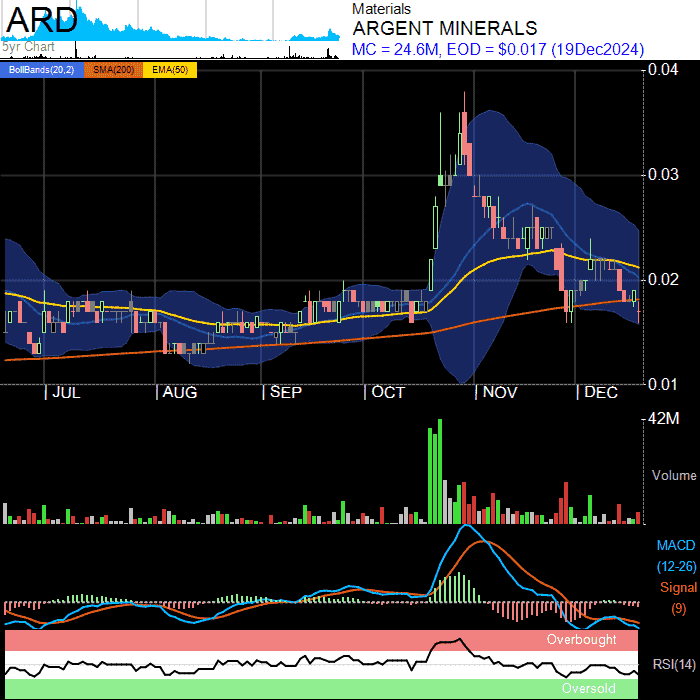 ARD
5yr Chart
Materials
ARGENT MINERALS
MC = 24.6M, EOD = $0.017 (19Dec2024)
BollBands(20,2) SMA(200) EMA(50)
0.04
0.03
0.02
0.01
JUL AUG SEP OCT NOV DEC
42M
Volume
MACD
(12-26)
Signal
(9)
Overbought
RSI(14)
Oversold